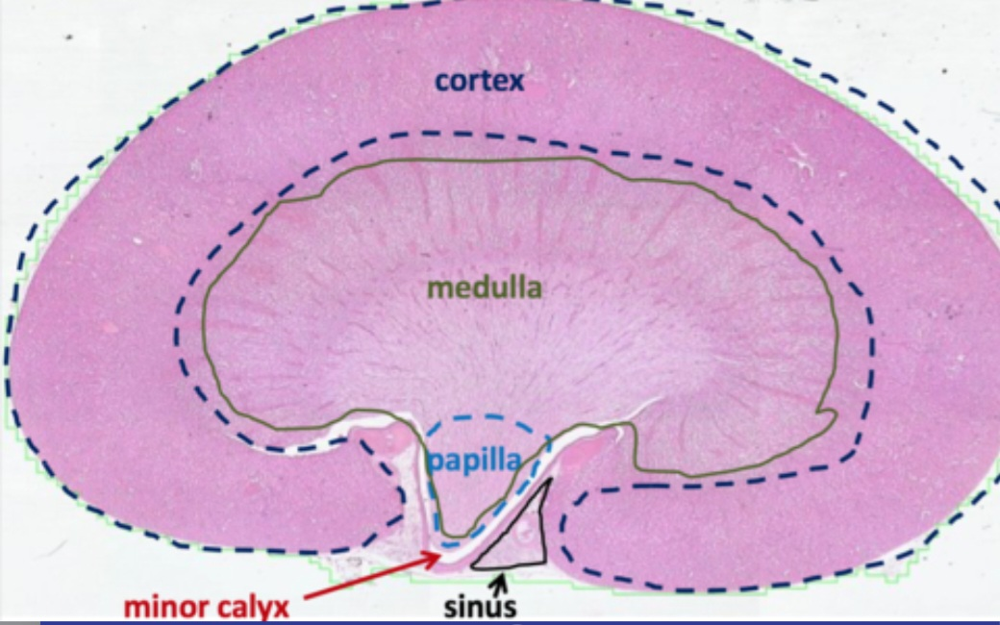 cortex
medulla
papilla
minor calyx
sinus